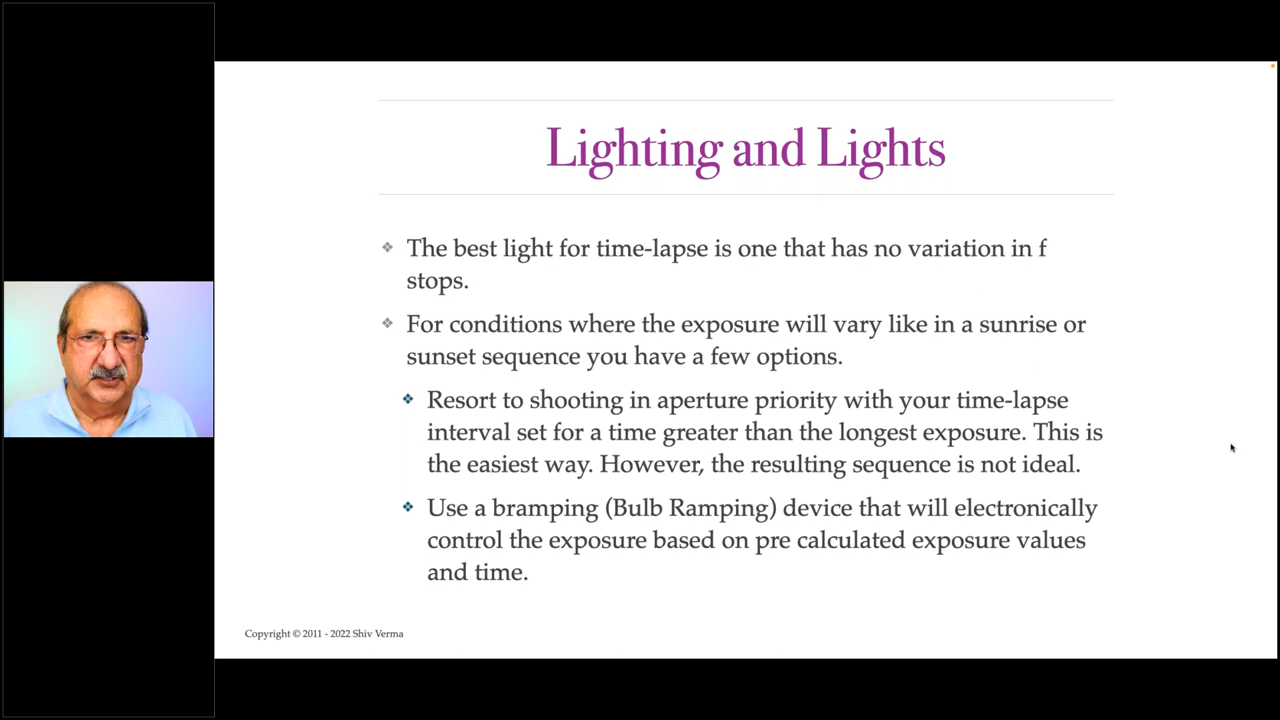 Lighting and Lights
The best light for time-lapse is one that has no variation in f
stops.
For conditions where the exposure will vary like in a sunrise or
sunset sequence you have a few options.
Resort to shooting in aperture priority with your time-lapse
interval set for a time greater than the longest exposure. This is
the easiest way. However, the resulting sequence is not ideal.
Use a bramping (Bulb Ramping) device that will electronically
control the exposure based on pre calculated exposure values
and time.
Copyright © 2011 - 2022 Shiv Verma